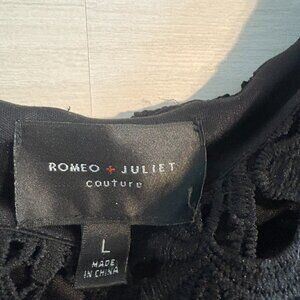 ROMEO + JULIET
couture
L
MADE
IN CHINA